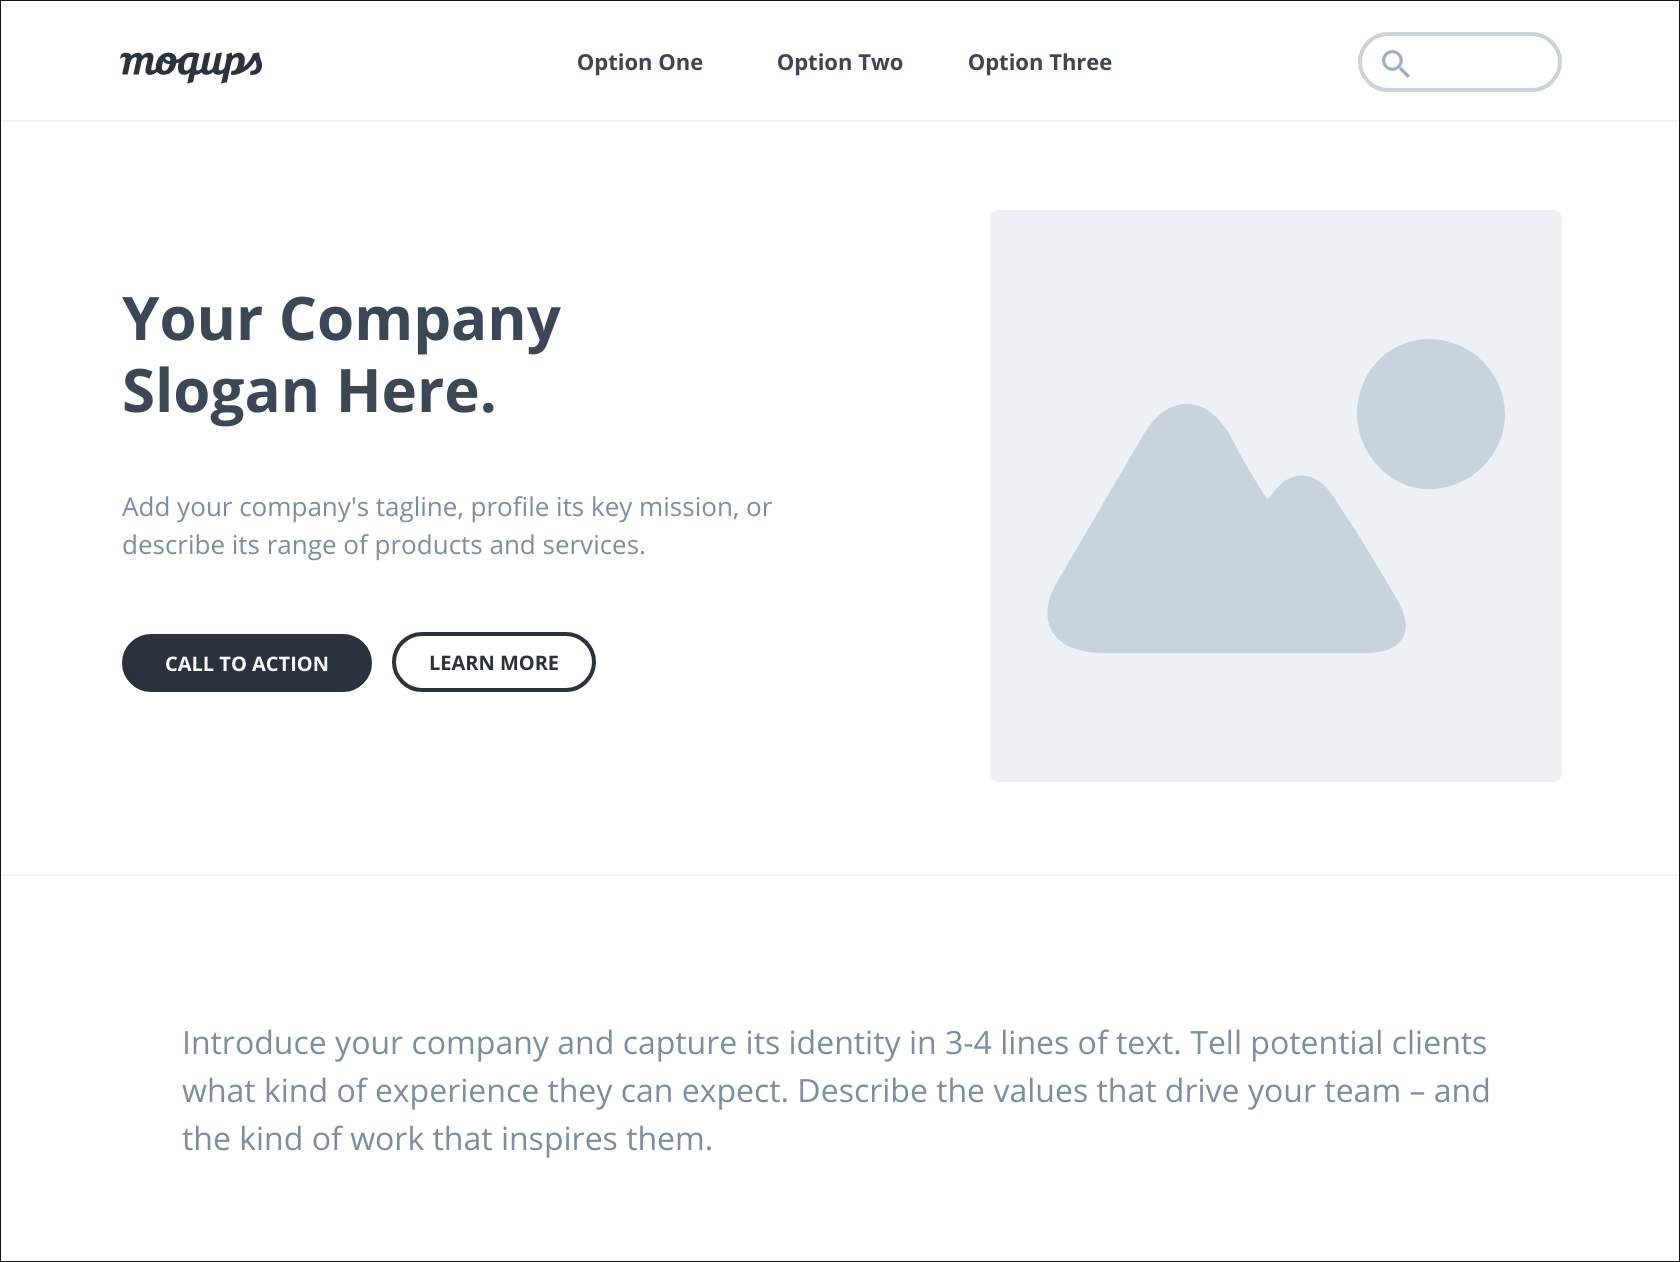 moqups
Option One
Option Two
Option Three
Your Company
Slogan Here.
Add your company's tagline, profile its key mission, or
describe its range of products and services.
CALL TO ACTION
LEARN MORE
Introduce your company and capture its identity in 3-4 lines of text. Tell potential clients
what kind of experience they can expect. Describe the values that drive your team – and
the kind of work that inspires them.